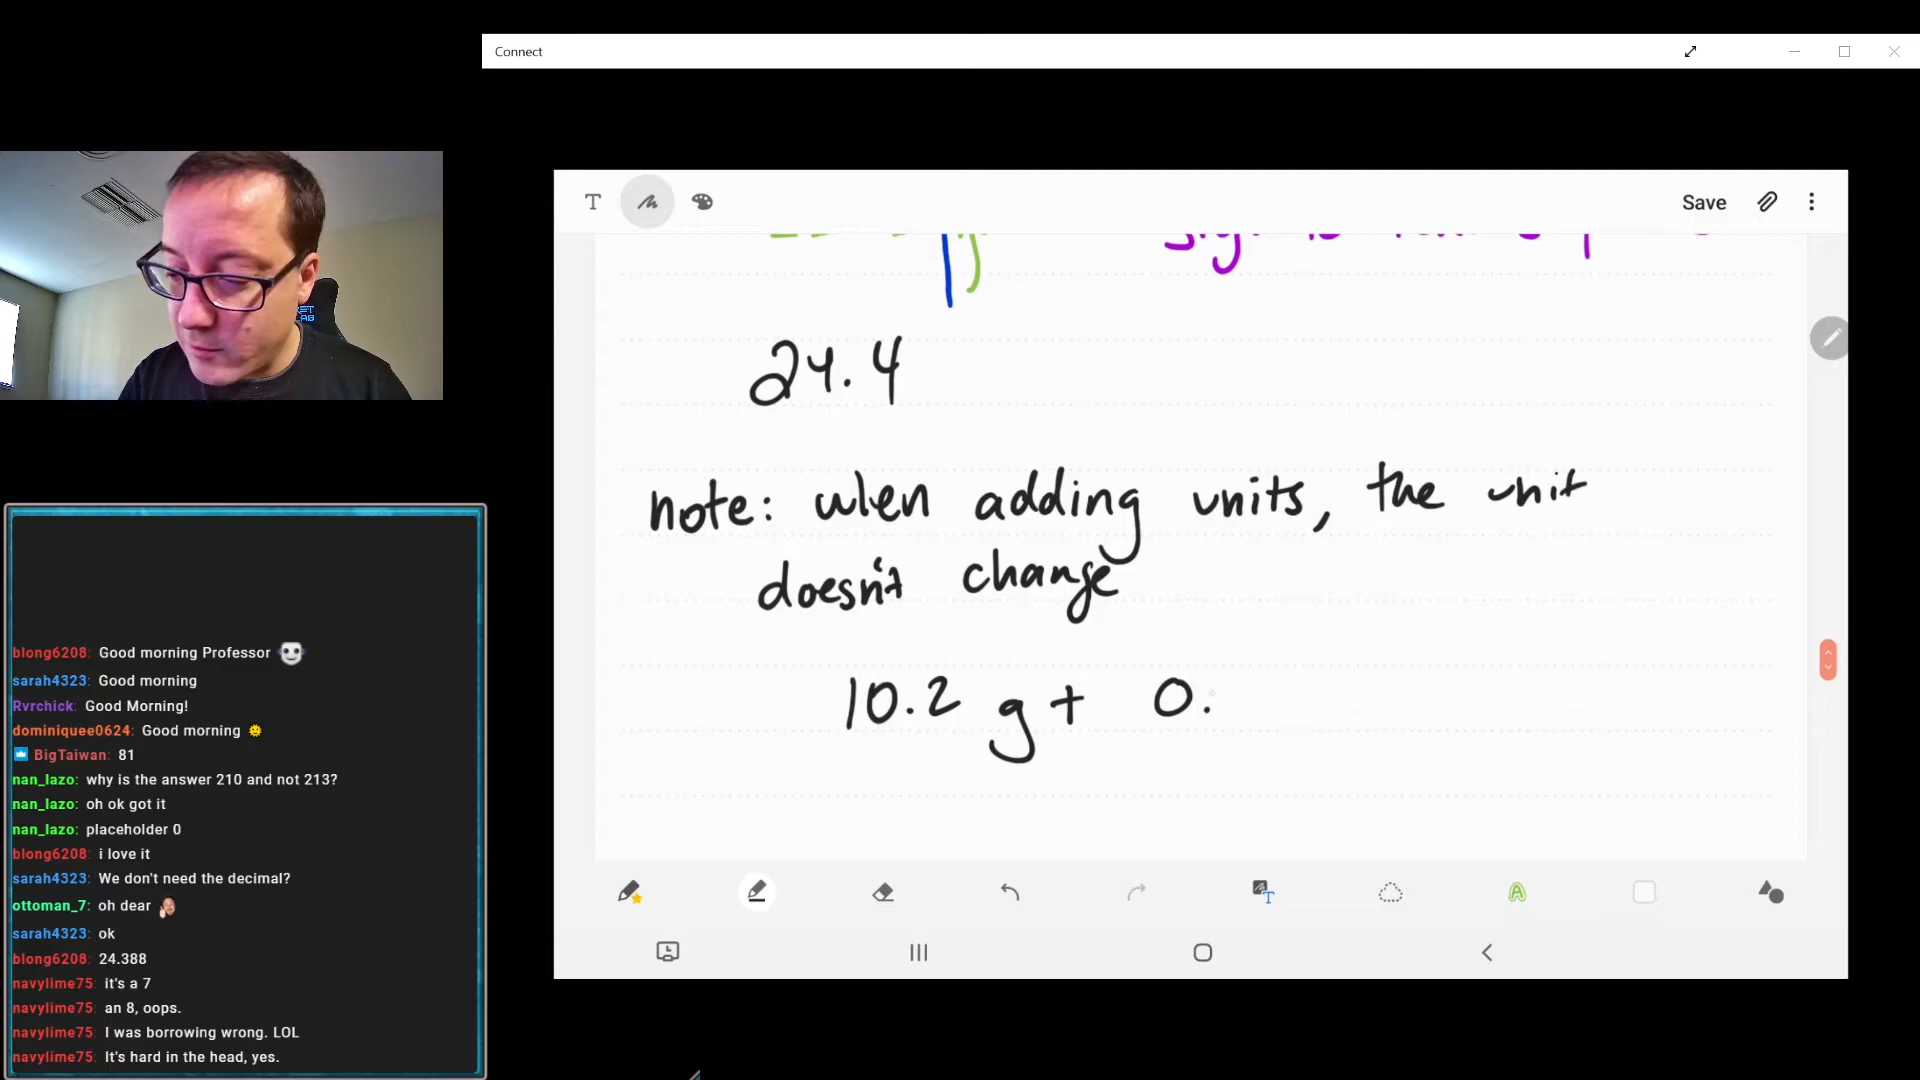 Connect
T
Save
24.4
note: when adding units, the unit
doesn't change
10.2 g + 0.
blong6208: Good morning Professor
sarah4323: Good morning
Rvrchick: Good Morning!
dominiquee0624: Good morning
BigTaiwan: 81
nan_lazo: why is the answer 210 and not 213?
nan_lazo: oh ok got it
nan_lazo: placeholder 0
blong6208: i love it
sarah4323: We don't need the decimal?
ottoman_7: oh dear
sarah4323: ok
blong6208: 24.388
navylime75: it's a 7
navylime75: an 8, oops.
navylime75: I was borrowing wrong. LOL
navylime75: It's hard in the head, yes.